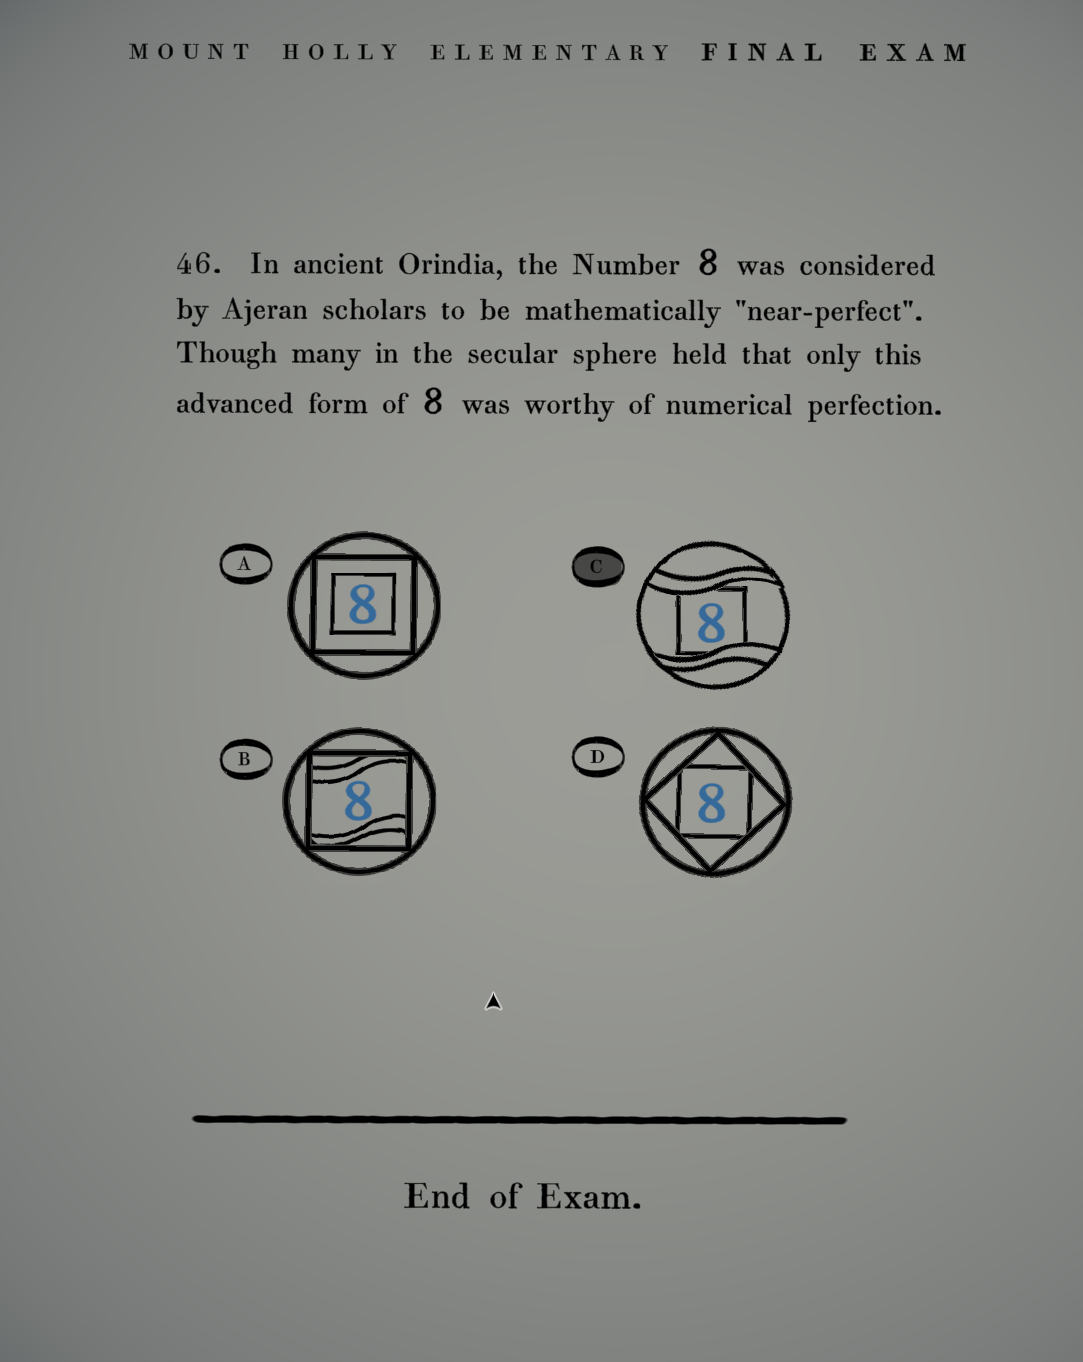 MOUNT HOLLY ELEMENTARY FINAL EXAM
46. In ancient Orindia, the Number 8 was considered
by Ajeran scholars to be mathematically "near-perfect".
Though many in the secular sphere held that only this
advanced form of 8 was worthy of numerical perfection.
A 8
C 8
B 8
D 8
End of Exam.